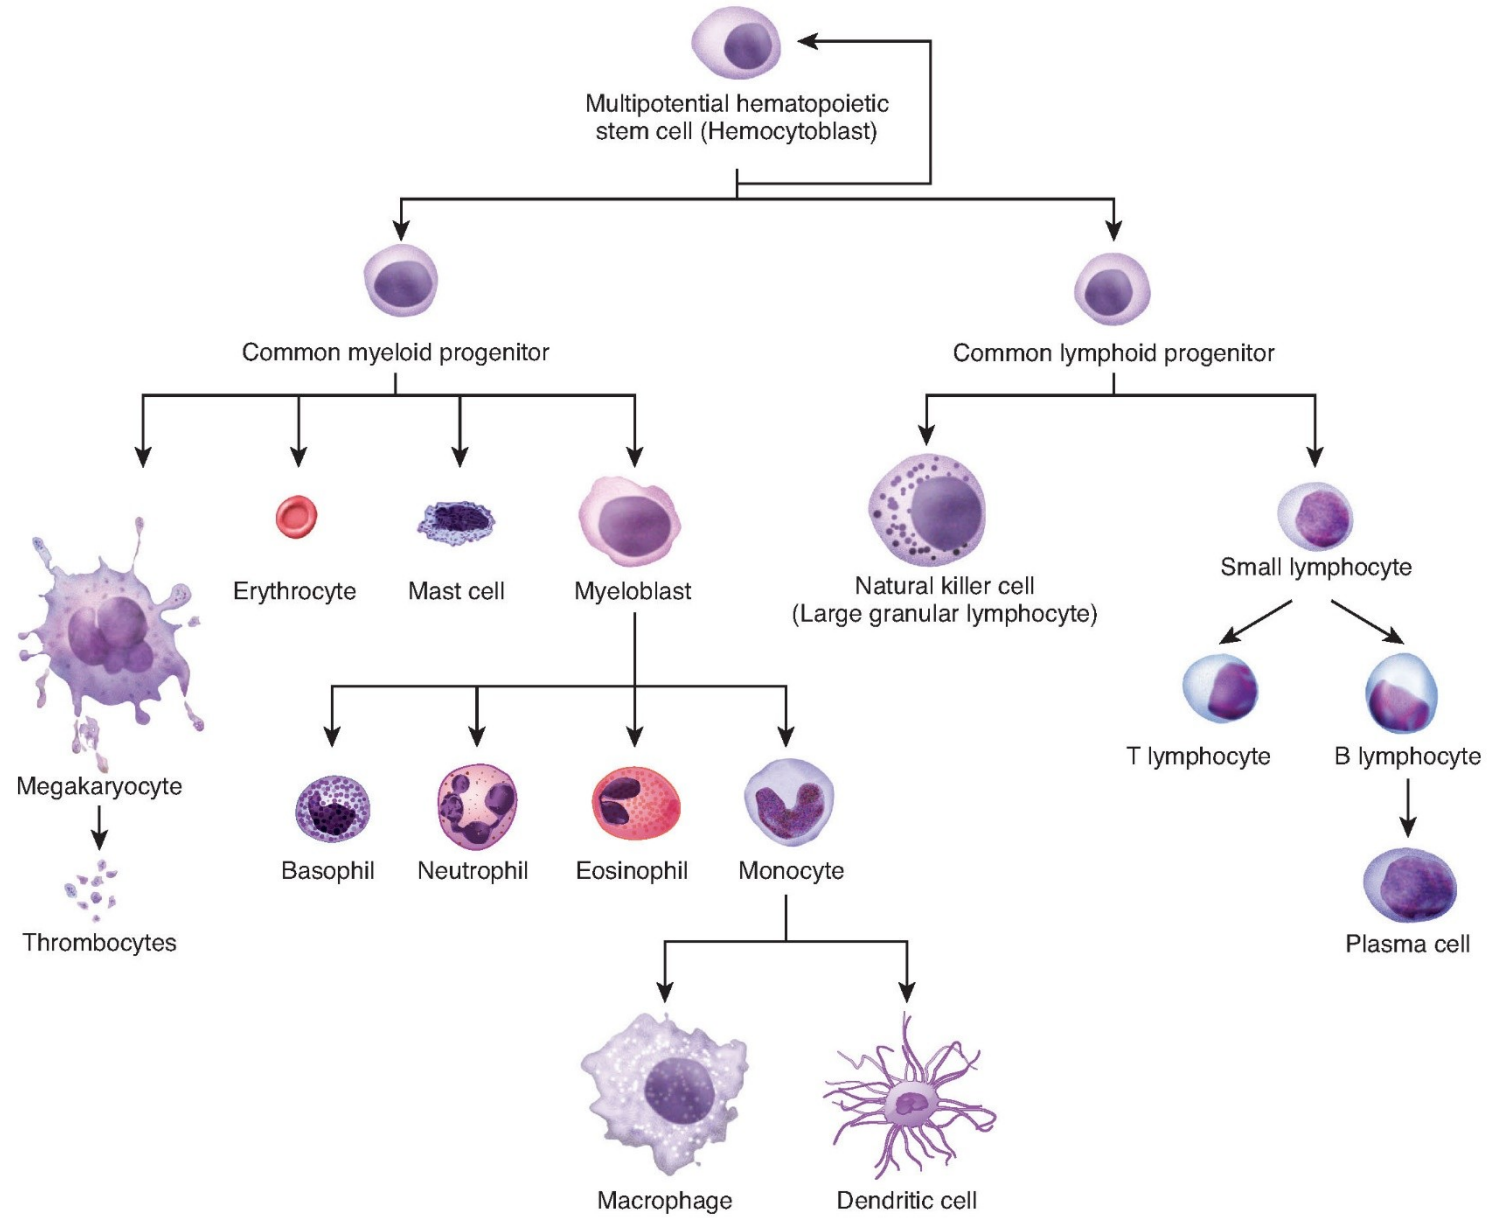 Multipotential hematopoietic
stem cell (Hemocytoblast)
Common myeloid progenitor
Common lymphoid progenitor
Erythrocyte
Mast cell
Myeloblast
Natural killer cell
(Large granular lymphocyte)
Small lymphocyte
T lymphocyte
B lymphocyte
Megakaryocyte
Basophil
Neutrophil
Eosinophil
Monocyte
Thrombocytes
Plasma cell
Macrophage
Dendritic cell